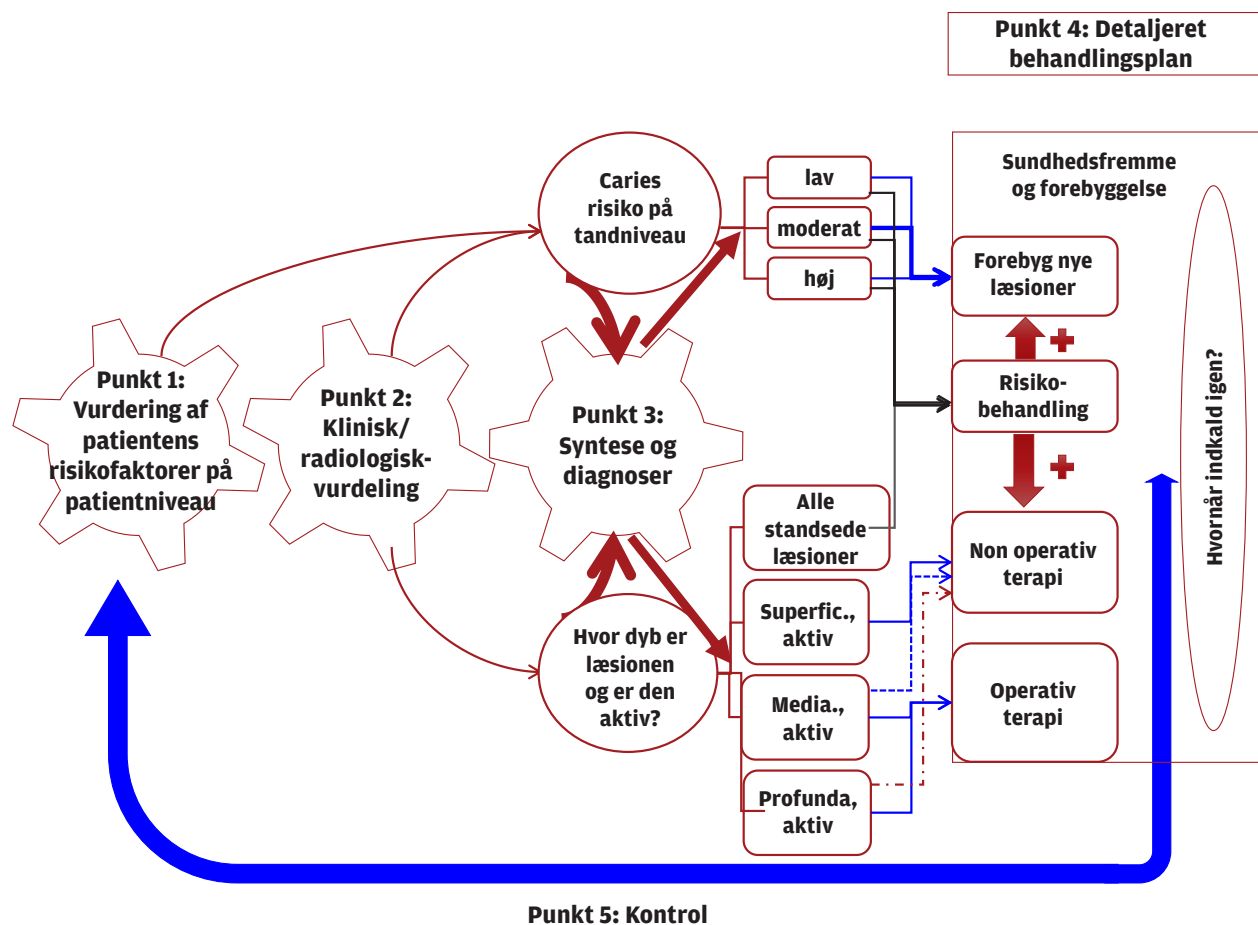 Punkt 4: Detaljeret
behandlingsplan
Punkt 1:
Vurdering af
patientens
risikofaktorer på
patientniveau
Punkt 2:
Klinisk/
radiologisk-
vurdeling
Caries
risiko på
tandniveau
Punkt 3:
Syntese og
diagnoser
Hvor dyb er
læsionen
og er den
aktiv?
lav
moderat
høj
Alle
standsede
læsioner
Superfic.,
aktiv
Media.,
aktiv
Profunda,
aktiv
Sundhedsfremme
og forebyggelse
Forebyg nye
læsioner
Risiko-
behandling
Non operativ
terapi
Operativ
terapi
Hvornår indkald igen?
Punkt 5: Kontrol